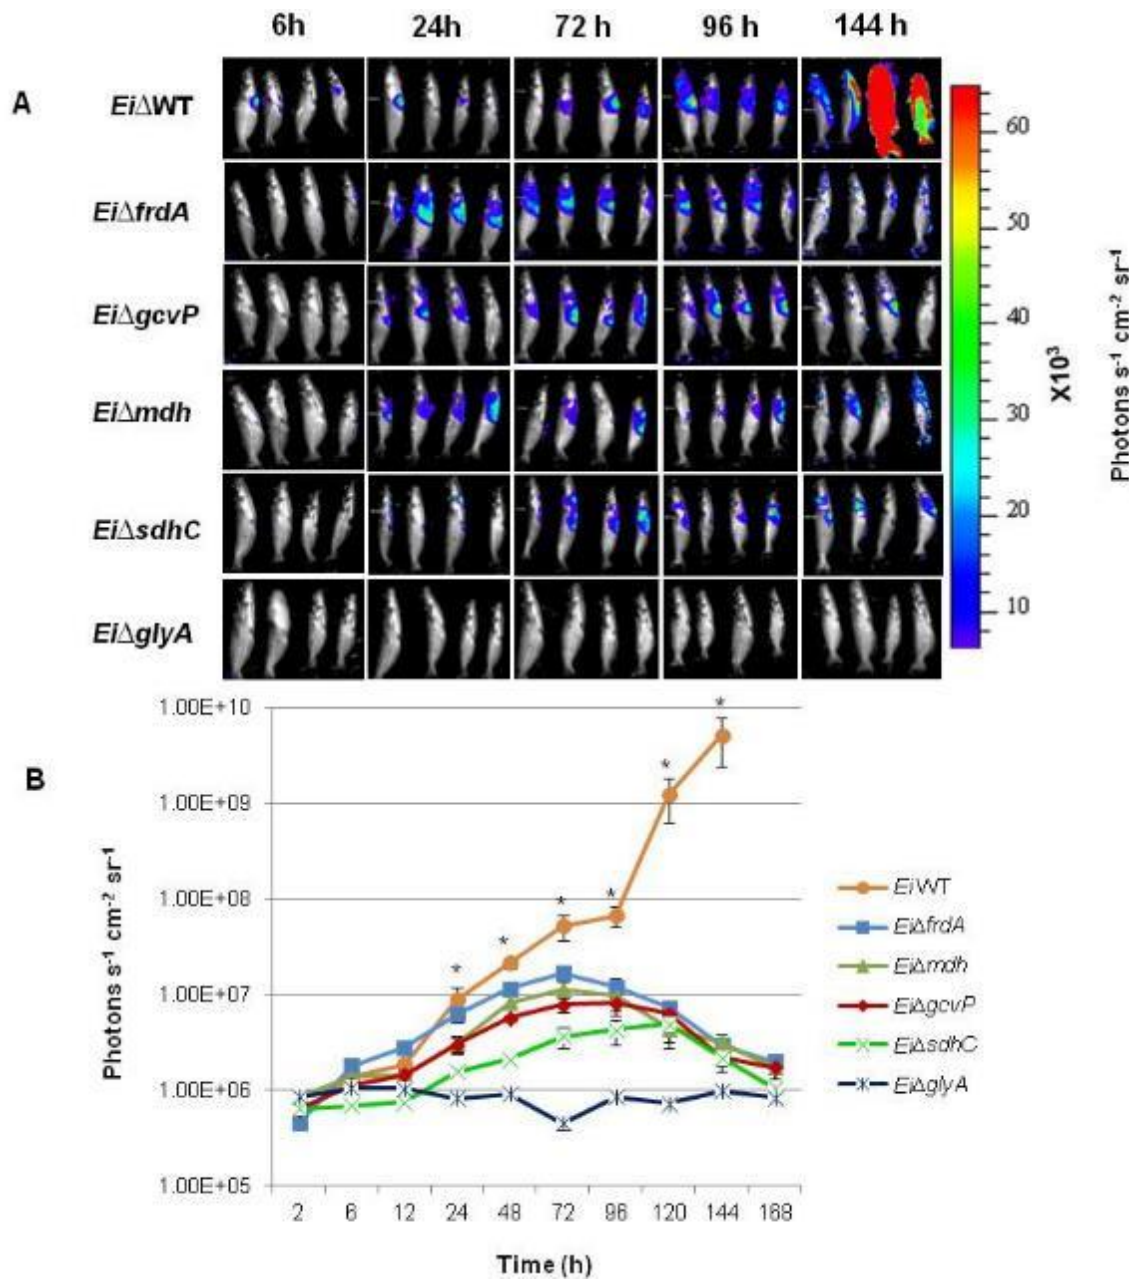 6h 24h 72 h 96 h 144 h
A
EiΔWT
EiΔfrdA
EiΔgcvP
EiΔmdh
EiΔsdhC
EiΔglyA
60
50
40
30
20
10
X10³
Photons s⁻¹ cm⁻² sr⁻¹
B
1.00E+10
1.00E+09
1.00E+08
1.00E+07
1.00E+06
1.00E+05
Photons s⁻¹ cm⁻² sr⁻¹
* * * * * *
2 6 12 24 48 72 96 120 144 168
Time (h)
EiWT
EiΔfrdA
EiΔmdh
EiΔgcvP
EiΔsdhC
EiΔglyA